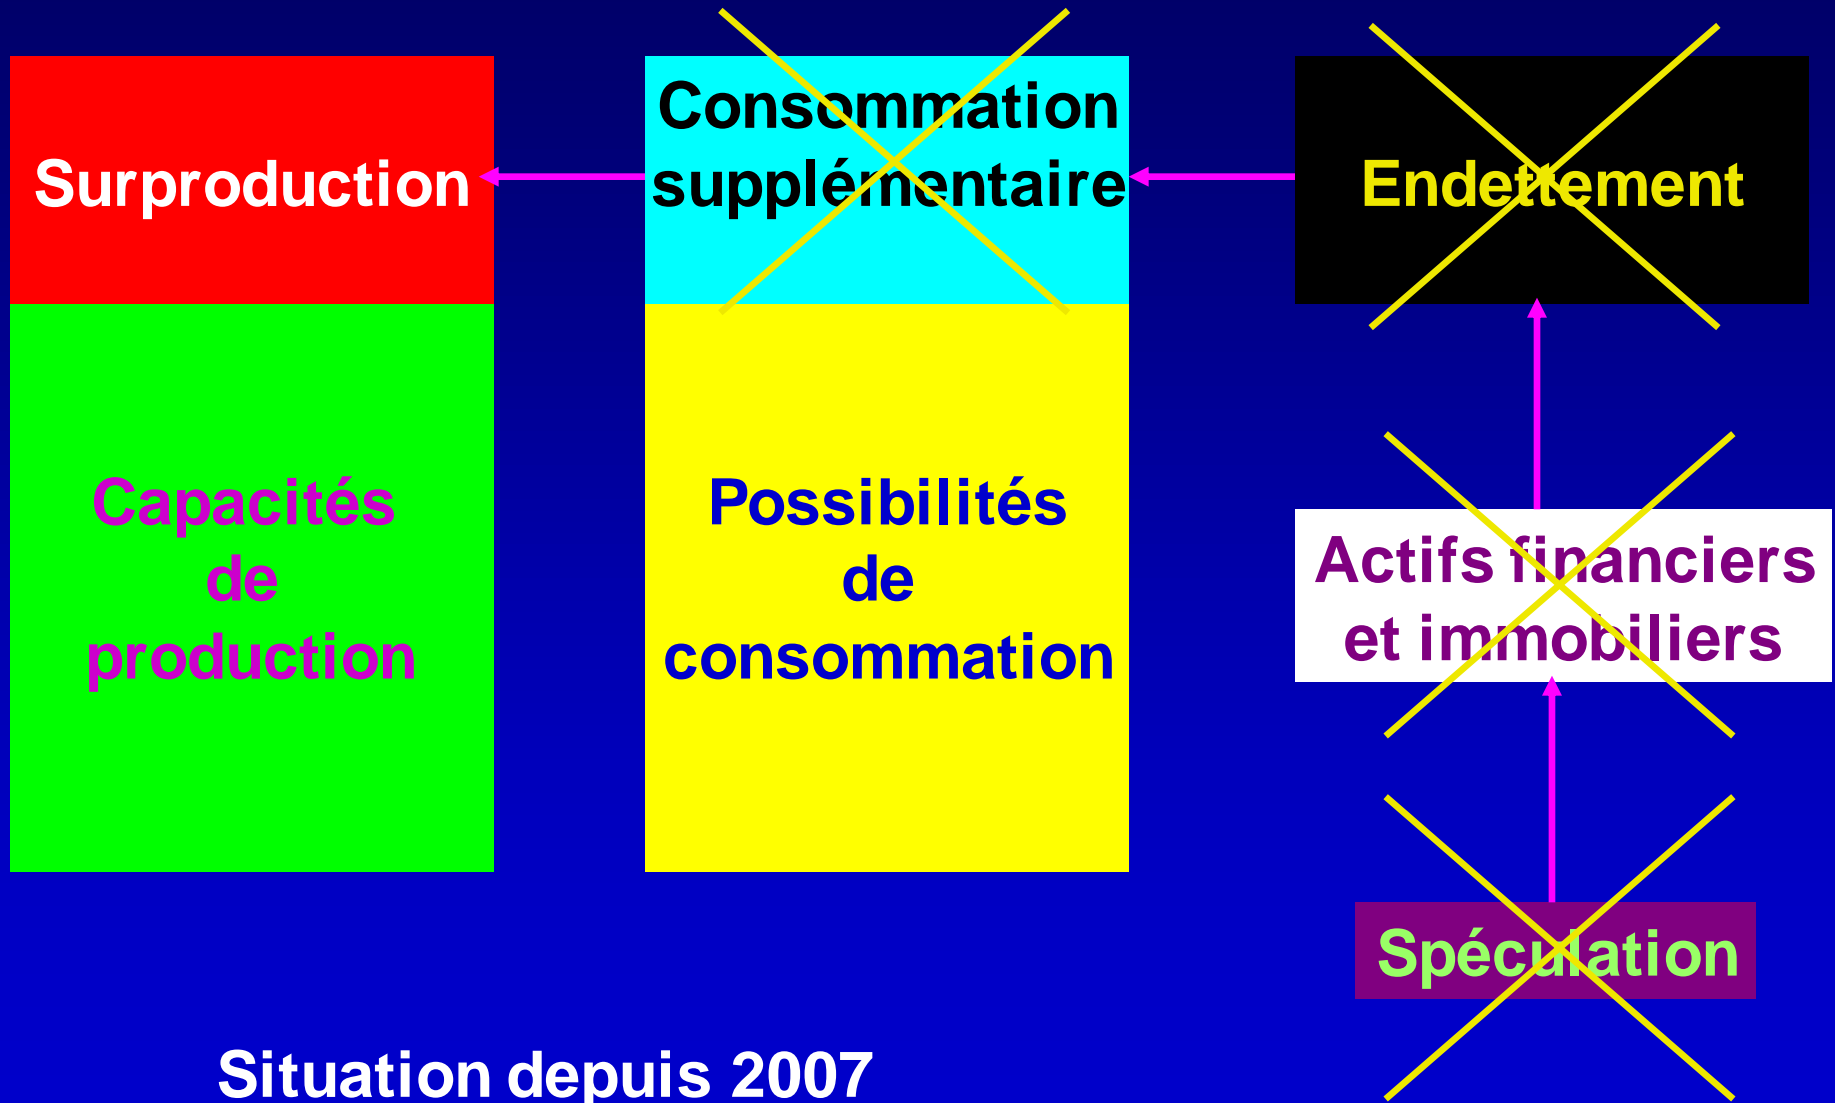 Surproduction
Consommation
supplémentaire
Endettement
Capacités
de
production
Possibilités
de
consommation
Actifs financiers
et immobiliers
Spéculation
Situation depuis 2007